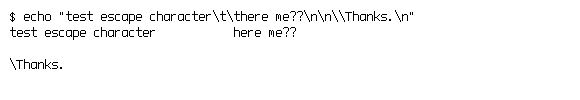 $ echo "test escape character\t\there me??\n\n\\Thanks.\n"
test escape character		here me??

\Thanks.